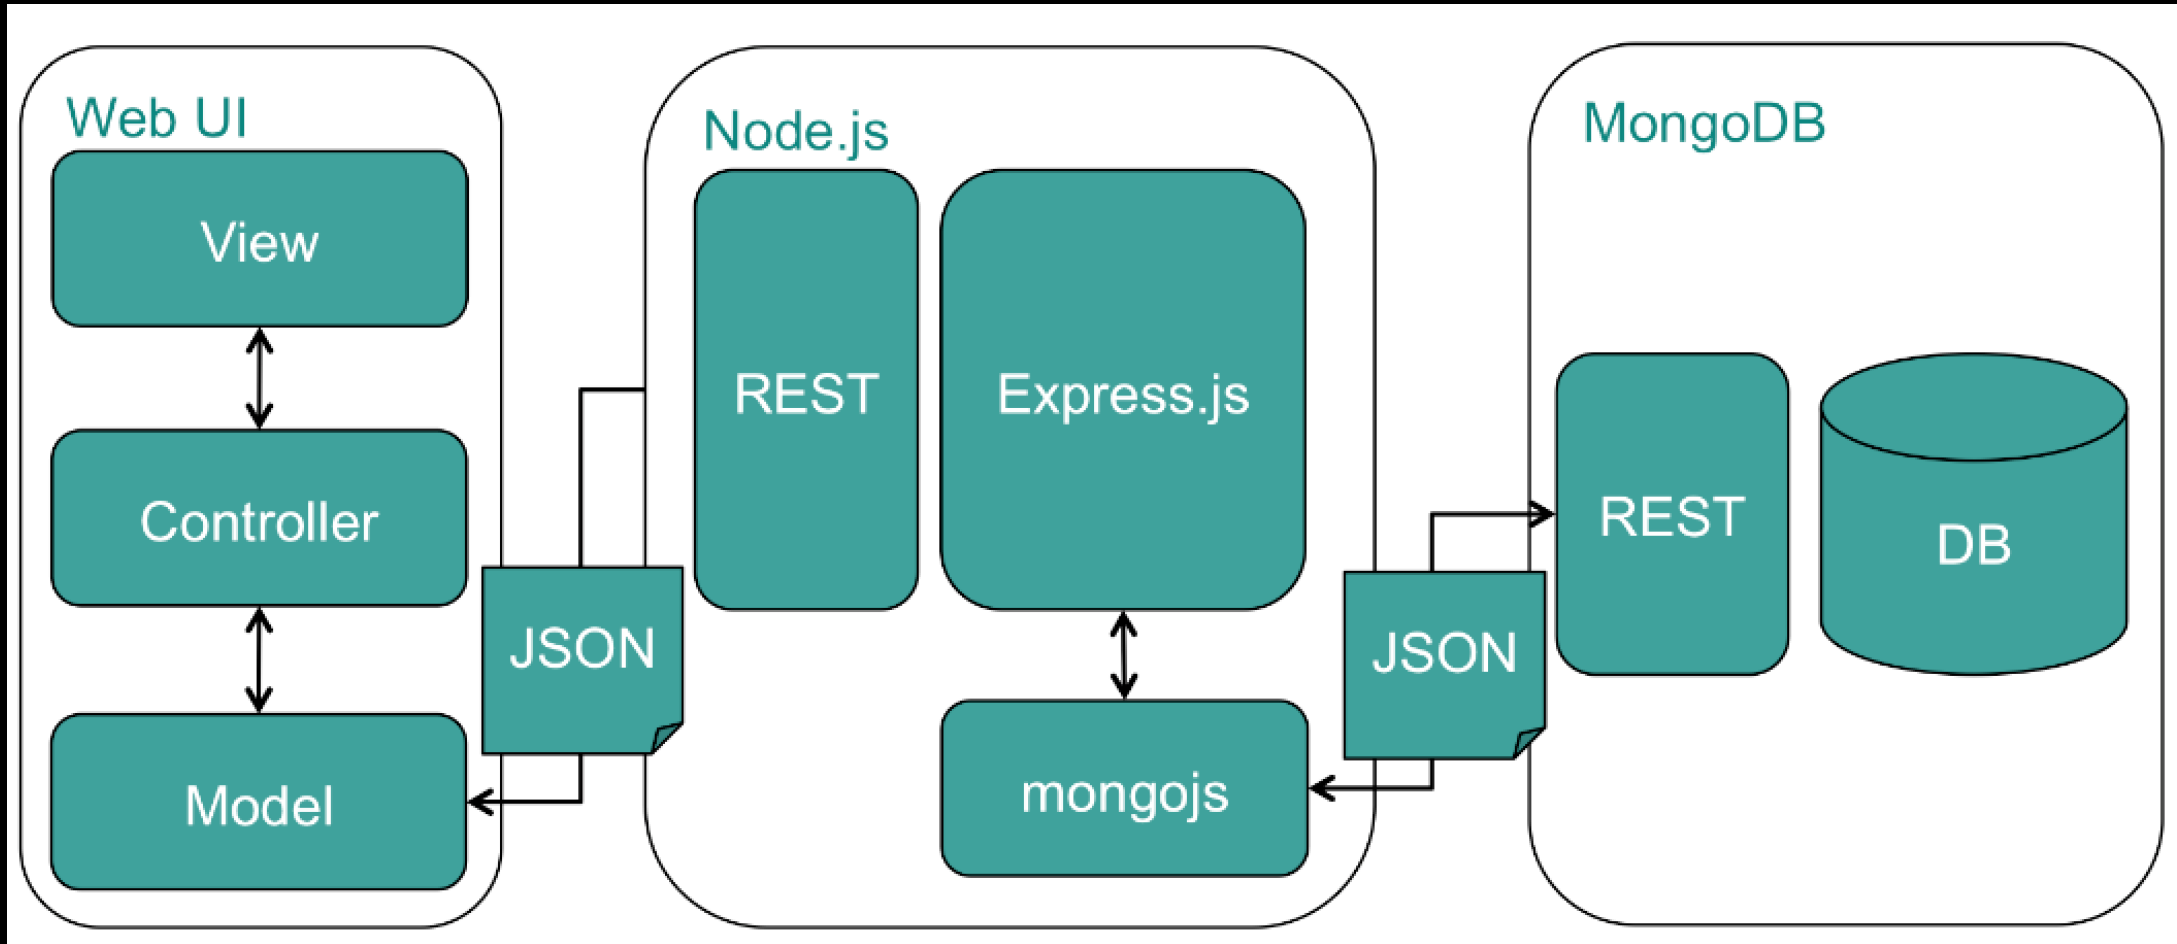 Web UI
View
Controller
Model
JSON
Node.js
REST
Express.js
mongojs
JSON
MongoDB
REST
DB